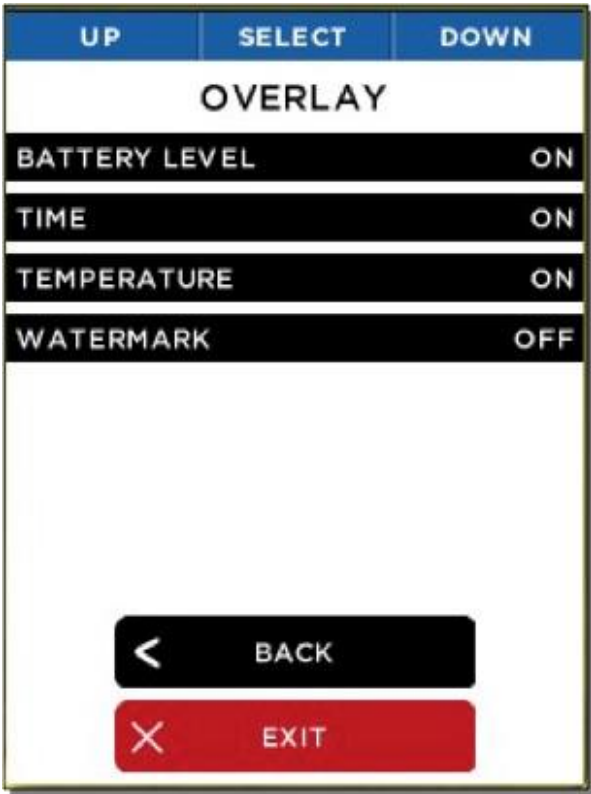 UP SELECT DOWN
OVERLAY
BATTERY LEVEL ON
TIME ON
TEMPERATURE ON
WATERMARK OFF
< BACK
X EXIT